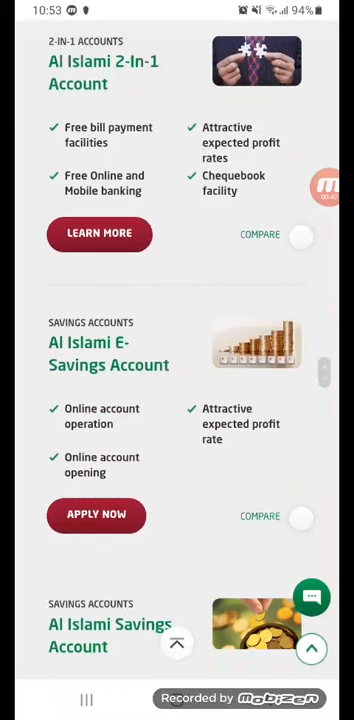 10:53
94%
2-IN-1 ACCOUNTS
Al Islami 2-In-1
Account
Free bill payment
facilities
Attractive
expected profit
rates
Free Online and
Mobile banking
Chequebook
facility
00:42
LEARN MORE
COMPARE
SAVINGS ACCOUNTS
Al Islami E-
Savings Account
Online account
operation
Attractive
expected profit
rate
Online account
opening
APPLY NOW
COMPARE
SAVINGS ACCOUNTS
Al Islami Savings
Account
Recorded by mobizen